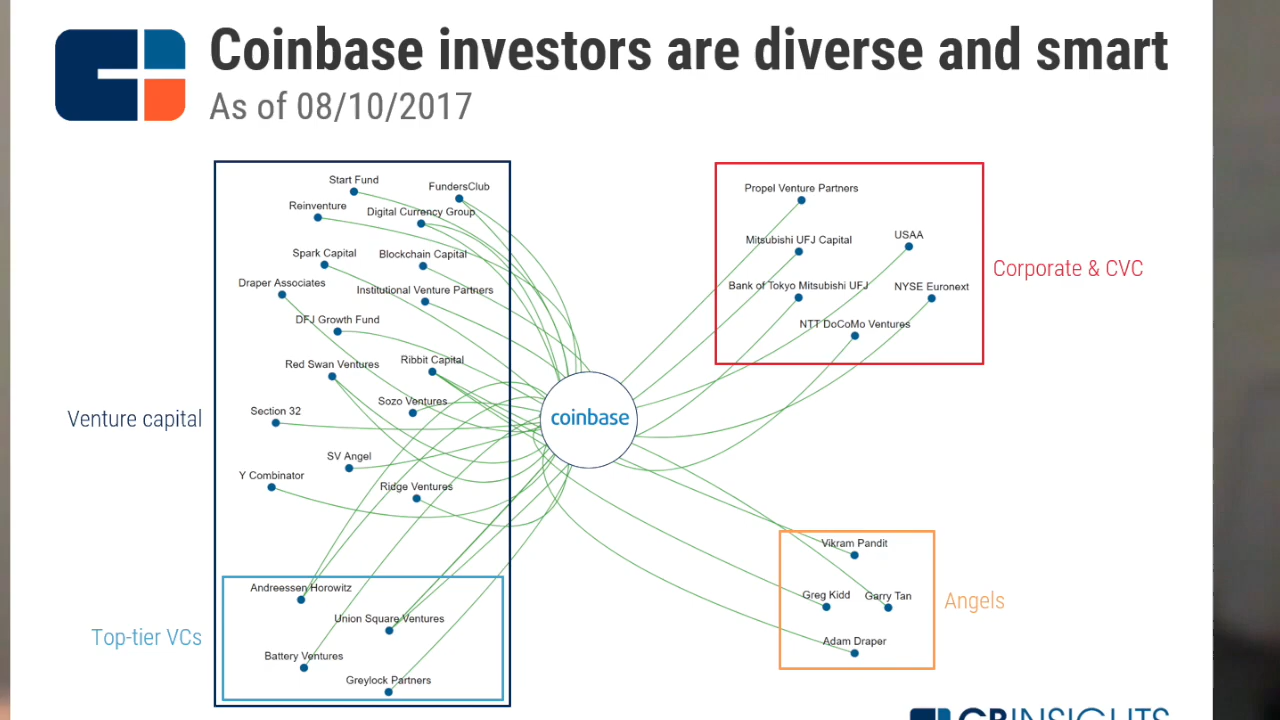 Coinbase investors are diverse and smart
As of 08/10/2017
Start Fund
FundersClub
Reinventure
Digital Currency Group
Spark Capital
Blockchain Capital
Draper Associates
Institutional Venture Partners
DFJ Growth Fund
Red Swan Ventures
Ribbit Capital
Sozo Ventures
Section 32
SV Angel
Y Combinator
Ridge Ventures
Venture capital
Andreessen Horowitz
Union Square Ventures
Battery Ventures
Greylock Partners
Top-tier VCs
coinbase
Propel Venture Partners
Mitsubishi UFJ Capital
USAA
Bank of Tokyo Mitsubishi UFJ
NYSE Euronext
NTT DoCoMo Ventures
Corporate & CVC
Vikram Pandit
Greg Kidd
Garry Tan
Adam Draper
Angels
CBINSIGHTS